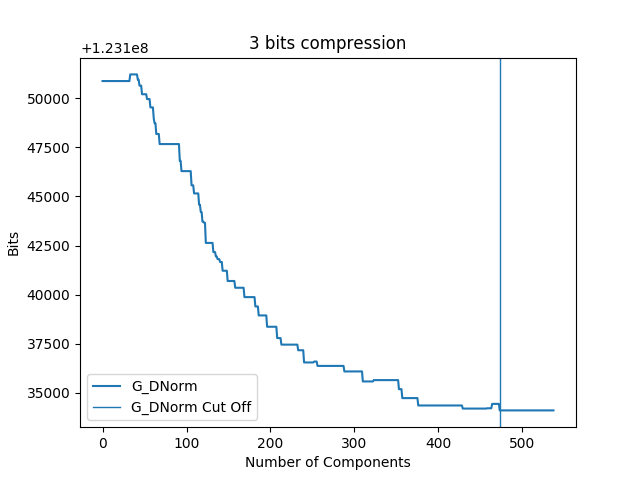 3 bits compression
+1.231e8
50000
47500
45000
42500
40000
37500
35000
Bits
G_DNorm
G_DNorm Cut Off
0 100 200 300 400 500
Number of Components